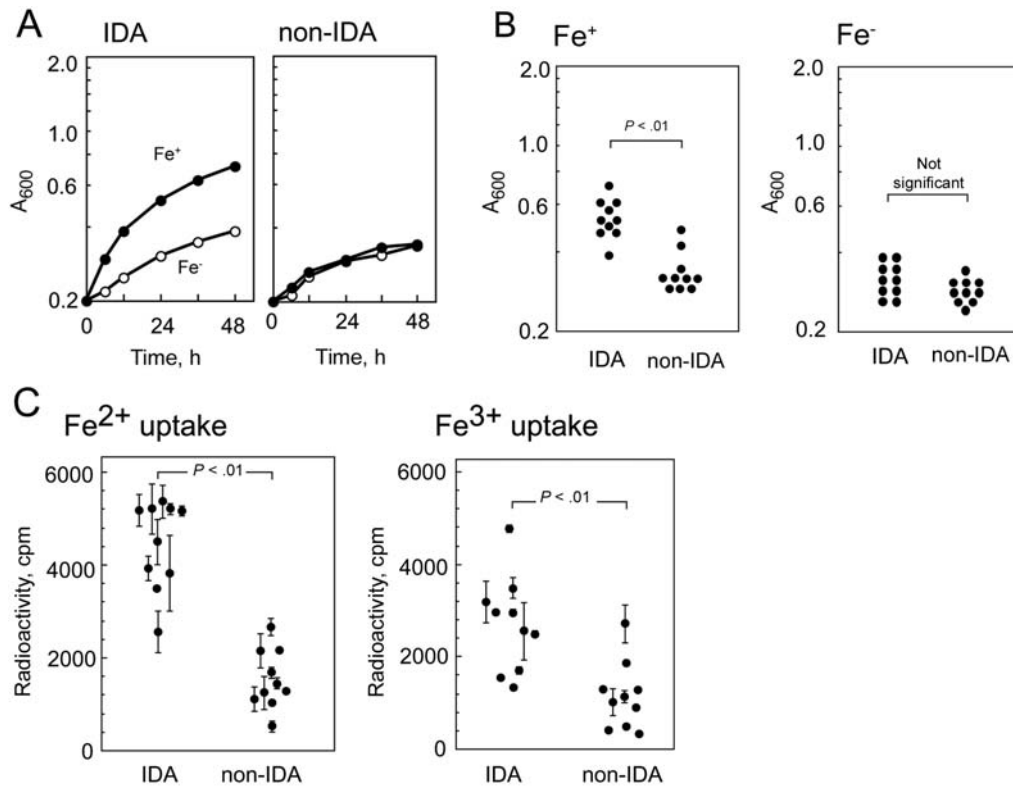 A
IDA
non-IDA
2.0
1.0
0.6
0.2
A600
Fe+
Fe-
0
24
48
0
24
48
Time, h
Time, h
B
Fe+
Fe-
2.0
1.0
0.6
0.2
A600
P < .01
IDA
non-IDA
2.0
1.0
0.6
0.2
A600
Not
significant
IDA
non-IDA
C
Fe2+ uptake
6000
4000
2000
0
Radioactivity, cpm
P < .01
IDA
non-IDA
Fe3+ uptake
6000
4000
2000
0
Radioactivity, cpm
P < .01
IDA
non-IDA